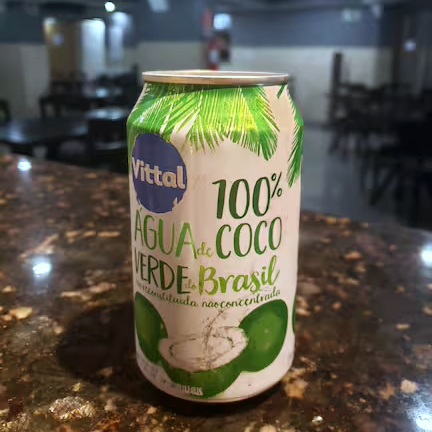 Vittal
100%
ÁGUA de COCO
VERDE do Brasil
não reconstituída não concentrada